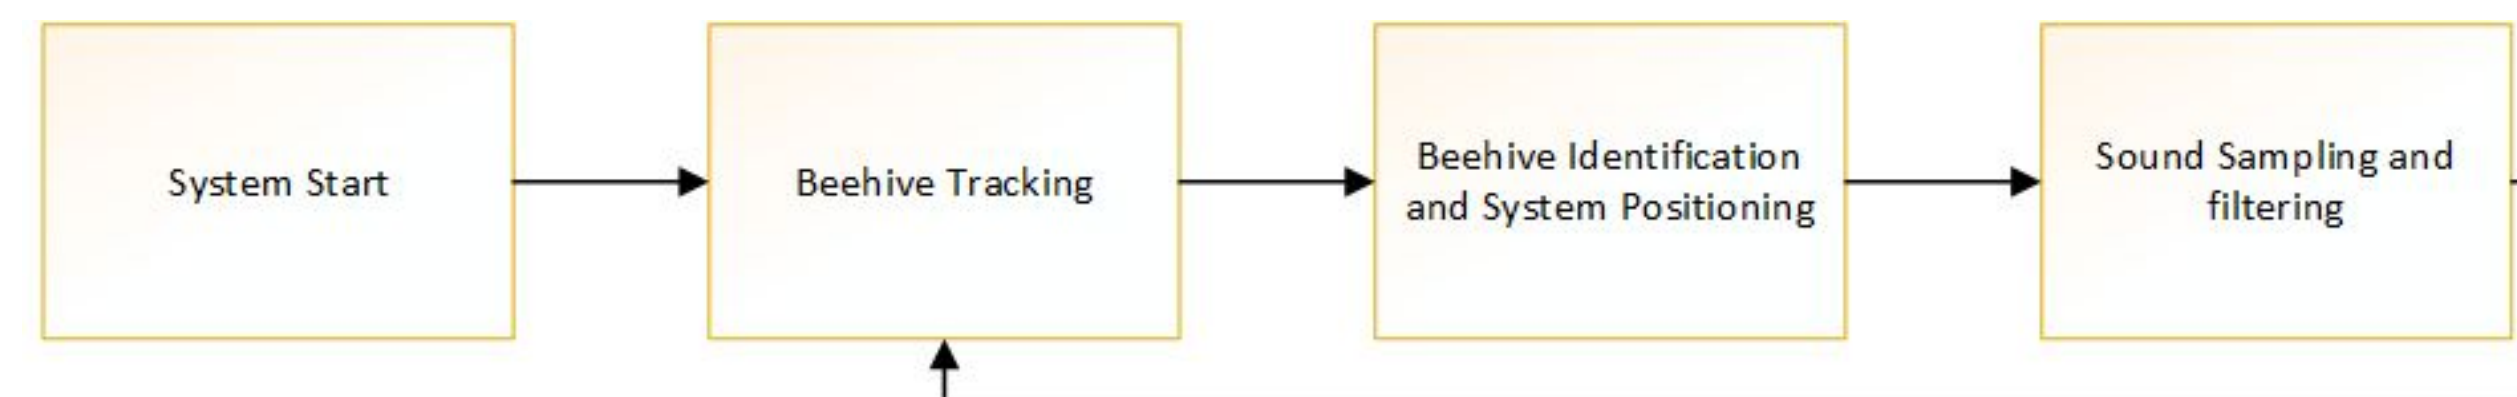 System Start
Beehive Tracking
Beehive Identification
and System Positioning
Sound Sampling and
filtering